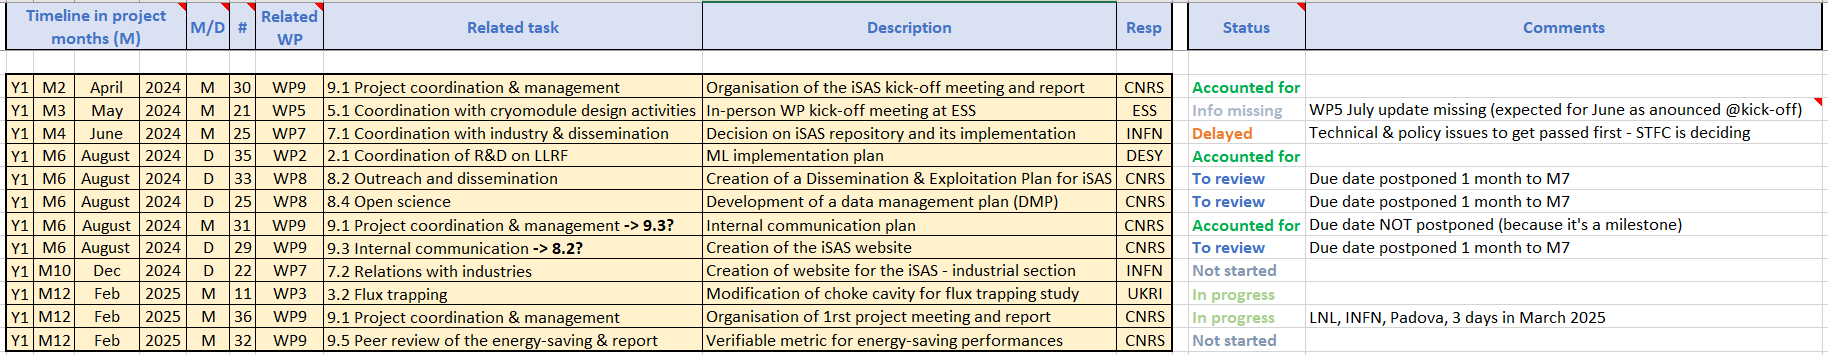 Timeline in project months (M) M/D # Related WP Related task Description Resp Status Comments
Y1 M2 April 2024 M 30 WP9 9.1 Project coordination & management Organisation of the iSAS kick-off meeting and report CNRS Accounted for
Y1 M3 May 2024 M 21 WP5 5.1 Coordination with cryomodule design activities In-person WP kick-off meeting at ESS ESS Info missing WP5 July update missing (expected for June as anounced @kick-off)
Y1 M4 June 2024 M 25 WP7 7.1 Coordination with industry & dissemination Decision on iSAS repository and its implementation INFN Delayed Technical & policy issues to get passed first - STFC is deciding
Y1 M6 August 2024 D 35 WP2 2.1 Coordination of R&D on LLRF ML implementation plan DESY Accounted for
Y1 M6 August 2024 D 33 WP8 8.2 Outreach and dissemination Creation of a Dissemination & Exploitation Plan for iSAS CNRS To review Due date postponed 1 month to M7
Y1 M6 August 2024 D 25 WP8 8.4 Open science Development of a data management plan (DMP) CNRS To review Due date postponed 1 month to M7
Y1 M6 August 2024 M 31 WP9 9.1 Project coordination & management -> 9.3? Internal communication plan CNRS Accounted for Due date NOT postponed (because it's a milestone)
Y1 M6 August 2024 D 29 WP9 9.3 Internal communication -> 8.2? Creation of the iSAS website CNRS To review Due date postponed 1 month to M7
Y1 M10 Dec 2024 D 22 WP7 7.2 Relations with industries Creation of website for the iSAS - industrial section INFN Not started
Y1 M12 Feb 2025 M 11 WP3 3.2 Flux trapping Modification of choke cavity for flux trapping study UKRI In progress
Y1 M12 Feb 2025 M 36 WP9 9.1 Project coordination & management Organisation of 1rst project meeting and report CNRS In progress LNL, INFN, Padova, 3 days in March 2025
Y1 M12 Feb 2025 M 32 WP9 9.5 Peer review of the energy-saving & report Verifiable metric for energy-saving performances CNRS Not started